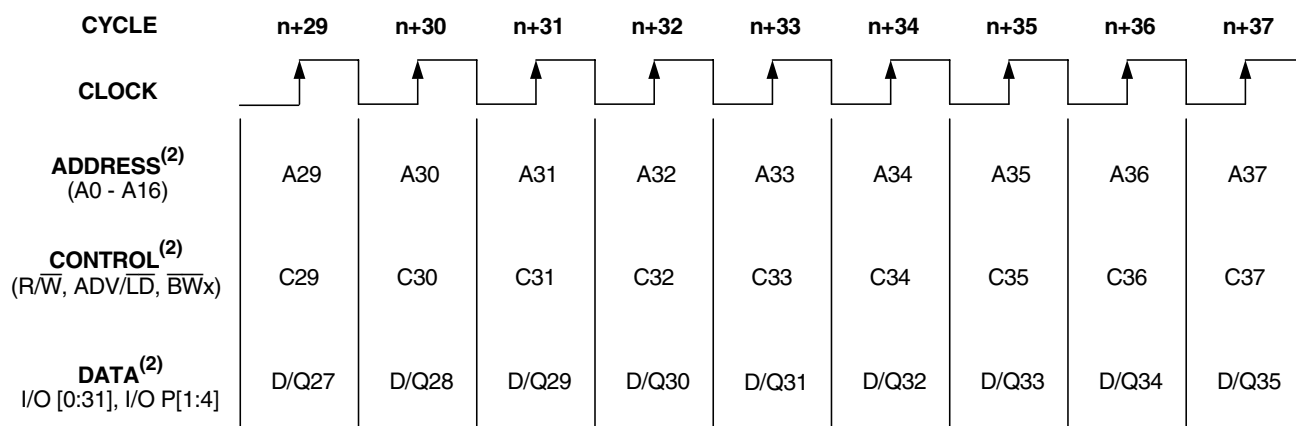 CYCLE n+29 n+30 n+31 n+32 n+33 n+34 n+35 n+36 n+37
CLOCK
ADDRESS(2)
(A0 - A16) A29 A30 A31 A32 A33 A34 A35 A36 A37
CONTROL(2)
(R/W̅, ADV/L̅D̅, B̅W̅x) C29 C30 C31 C32 C33 C34 C35 C36 C37
DATA(2)
I/O [0:31], I/O P[1:4] D/Q27 D/Q28 D/Q29 D/Q30 D/Q31 D/Q32 D/Q33 D/Q34 D/Q35